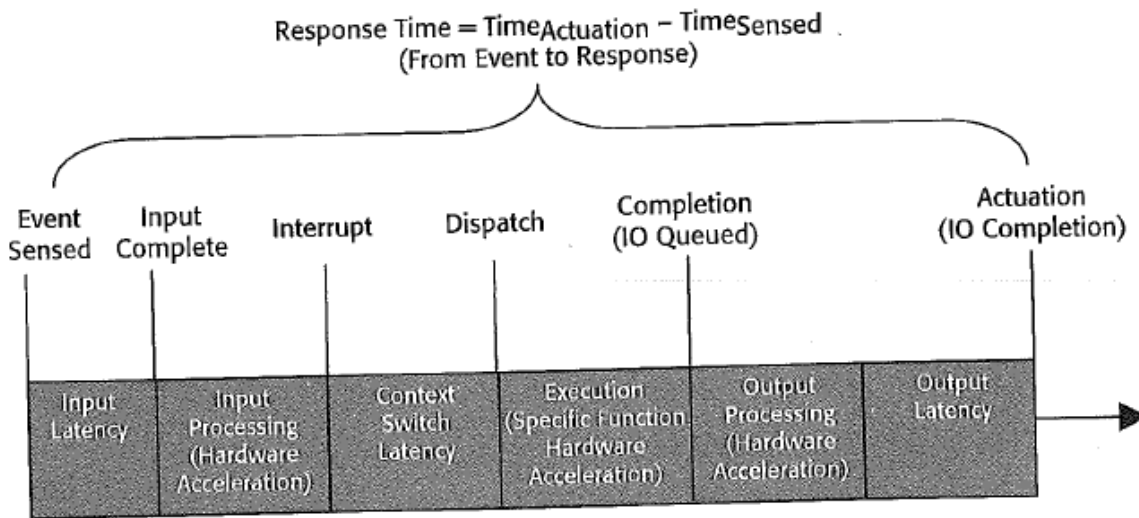 Response Time = TimeActuation – TimeSensed
(From Event to Response)
Event
Sensed
Input
Complete
Interrupt
Dispatch
Completion
(IO Queued)
Actuation
(IO Completion)
Input
Latency
Input
Processing
(Hardware
Acceleration)
Context
Switch
Latency
Execution
(Specific Function
Hardware
Acceleration)
Output
Processing
(Hardware
Acceleration)
Output
Latency